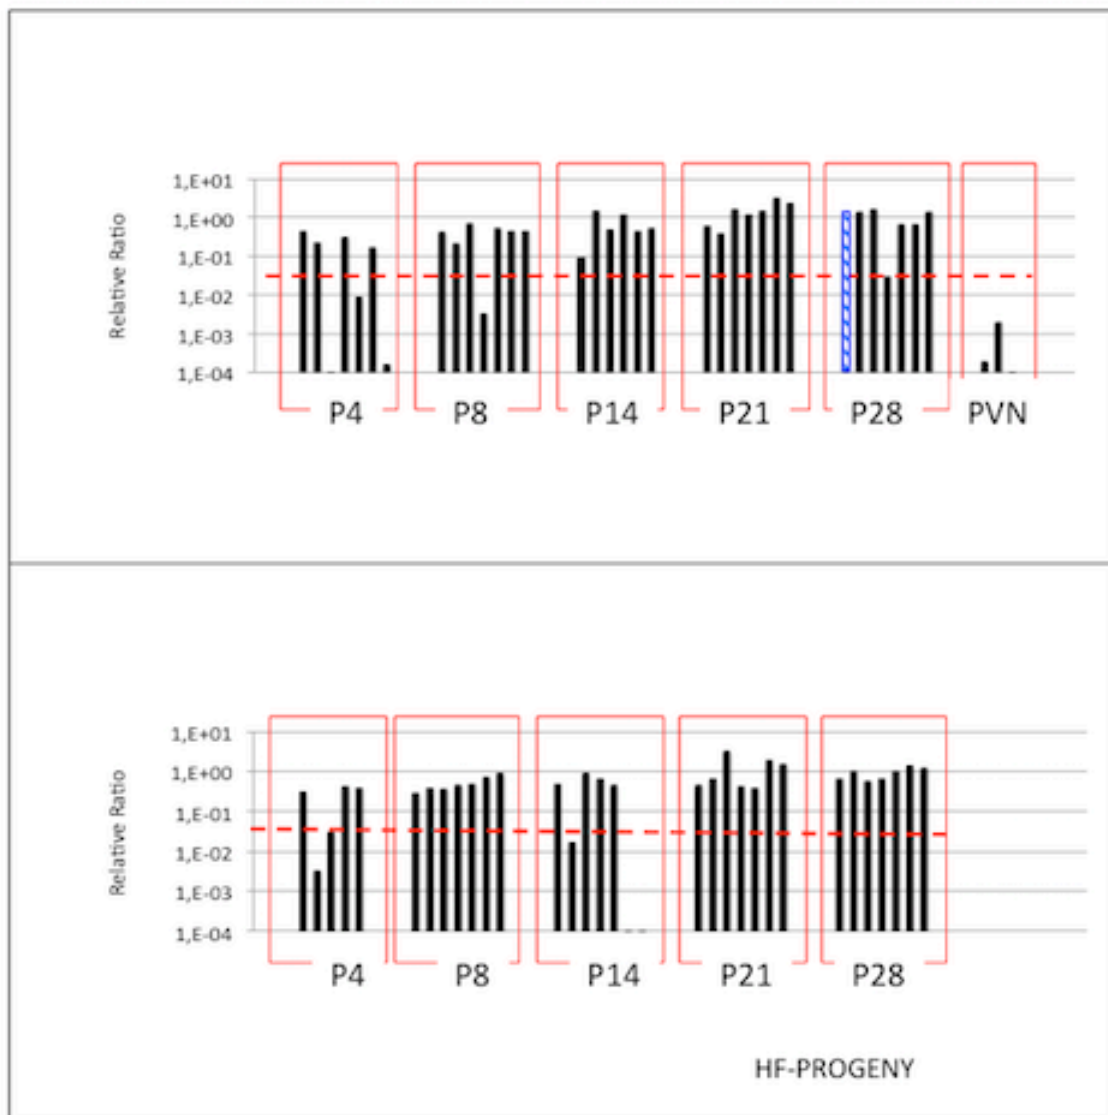 Relative Ratio
1,E+01
1,E+00
1,E-01
1,E-02
1,E-03
1,E-04
P4 P8 P14 P21 P28 PVN
Relative Ratio
1,E+01
1,E+00
1,E-01
1,E-02
1,E-03
1,E-04
P4 P8 P14 P21 P28
HF-PROGENY